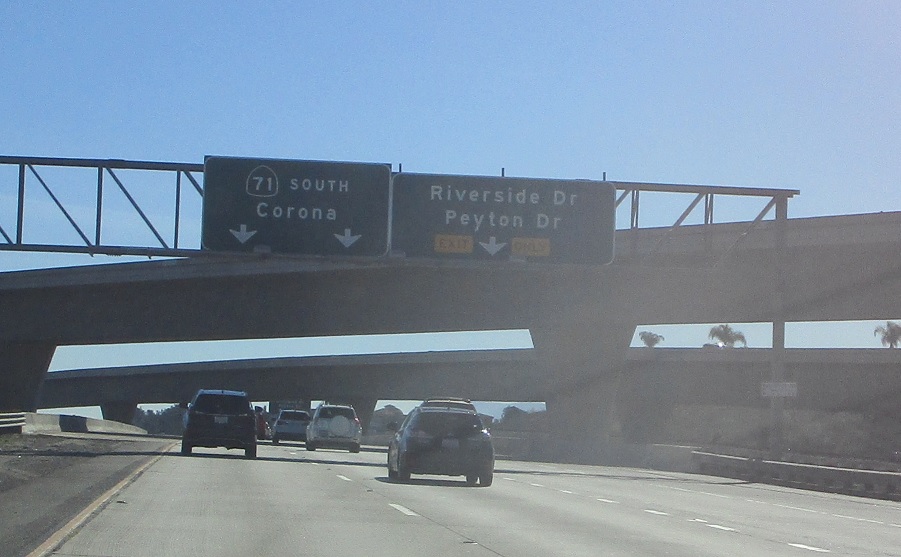 71 SOUTH
Corona
Riverside Dr
Peyton Dr
EXIT ONLY